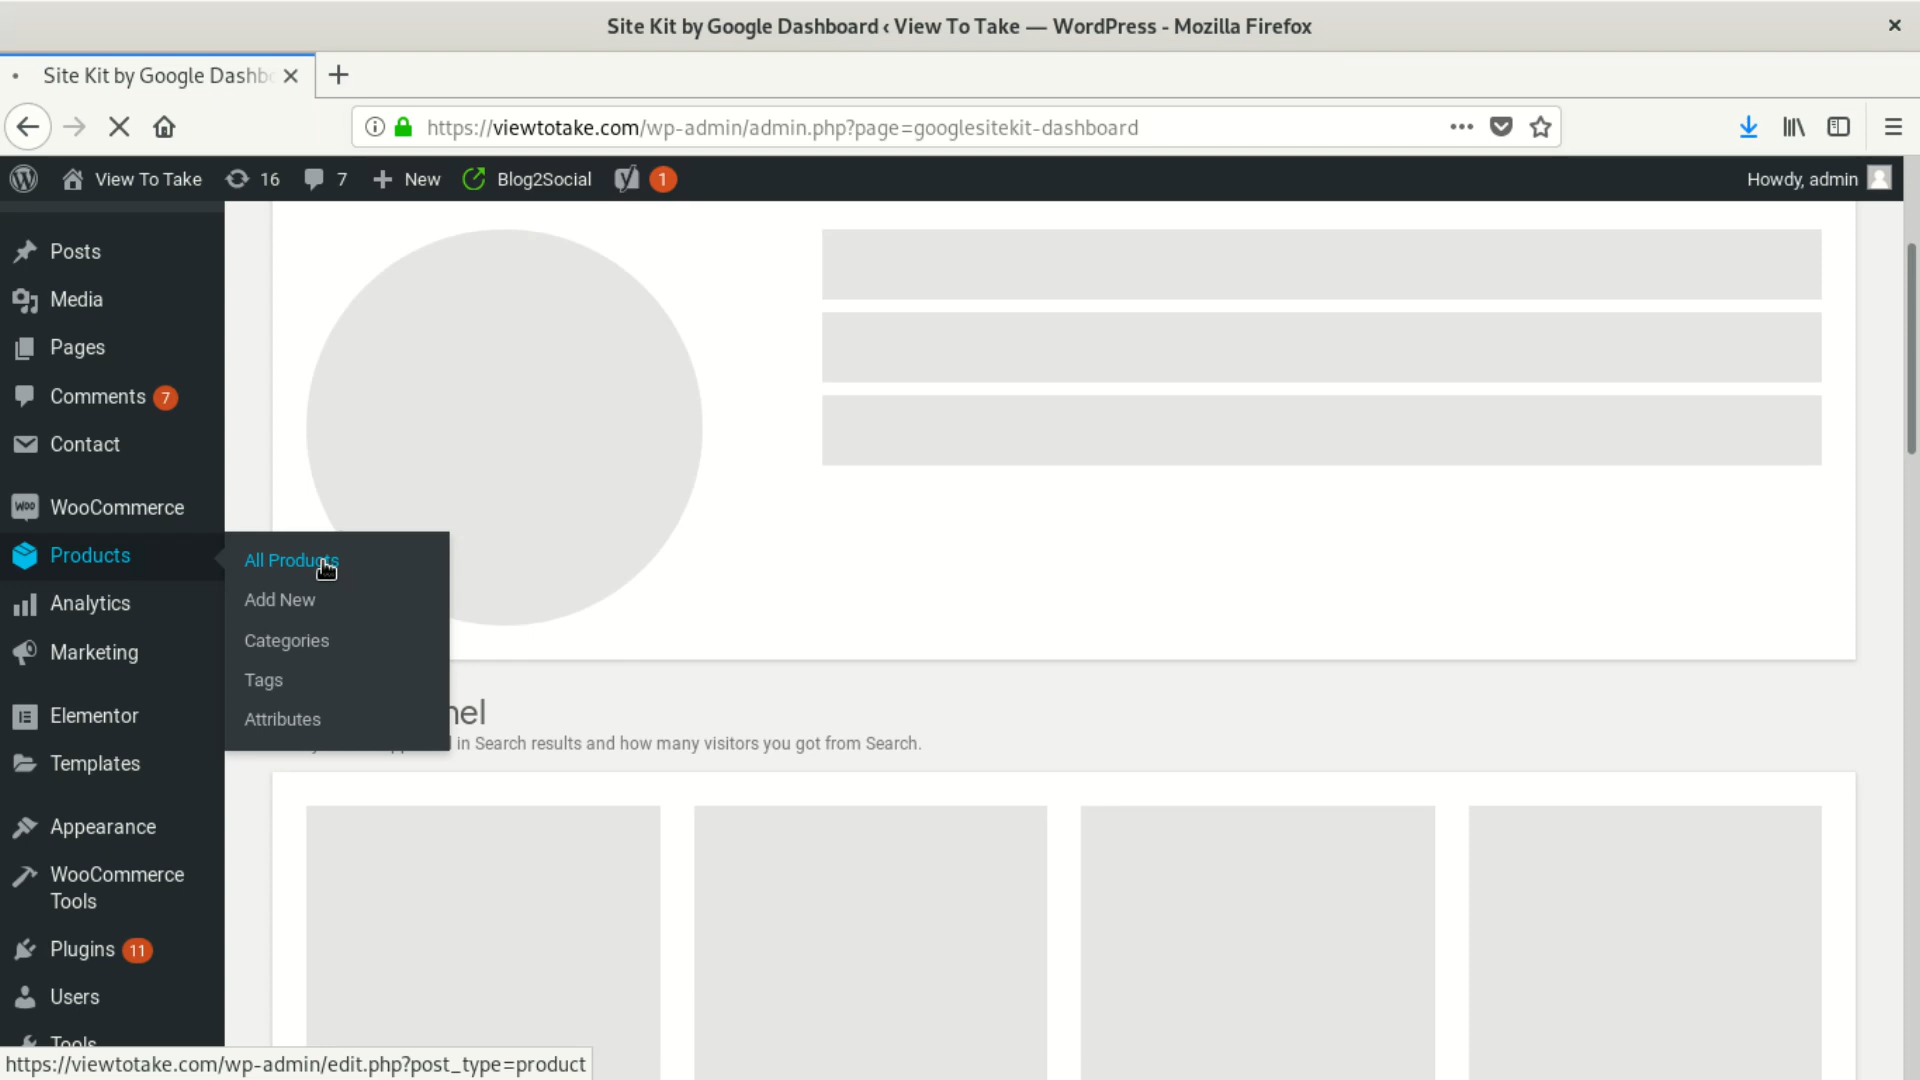 Site Kit by Google Dashboard ‹ View To Take — WordPress - Mozilla Firefox
Site Kit by Google Dashbo
https://viewtotake.com/wp-admin/admin.php?page=googlesitekit-dashboard
View To Take 16 7 New Blog2Social 1 Howdy, admin
Posts
Media
Pages
Comments 7
Contact
WooCommerce
Products
All Products
Add New
Categories
Tags
Attributes
Analytics
Marketing
Elementor
Templates
in Search results and how many visitors you got from Search.
Appearance
WooCommerce
Tools
Plugins 11
Users
Tools
https://viewtotake.com/wp-admin/edit.php?post_type=product